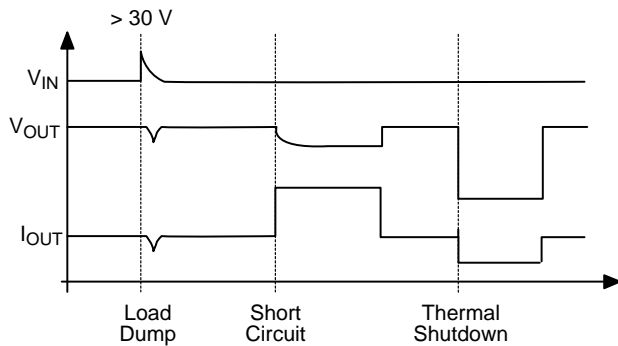 > 30 V
VIN
VOUT
IOUT
Load
Dump
Short
Circuit
Thermal
Shutdown